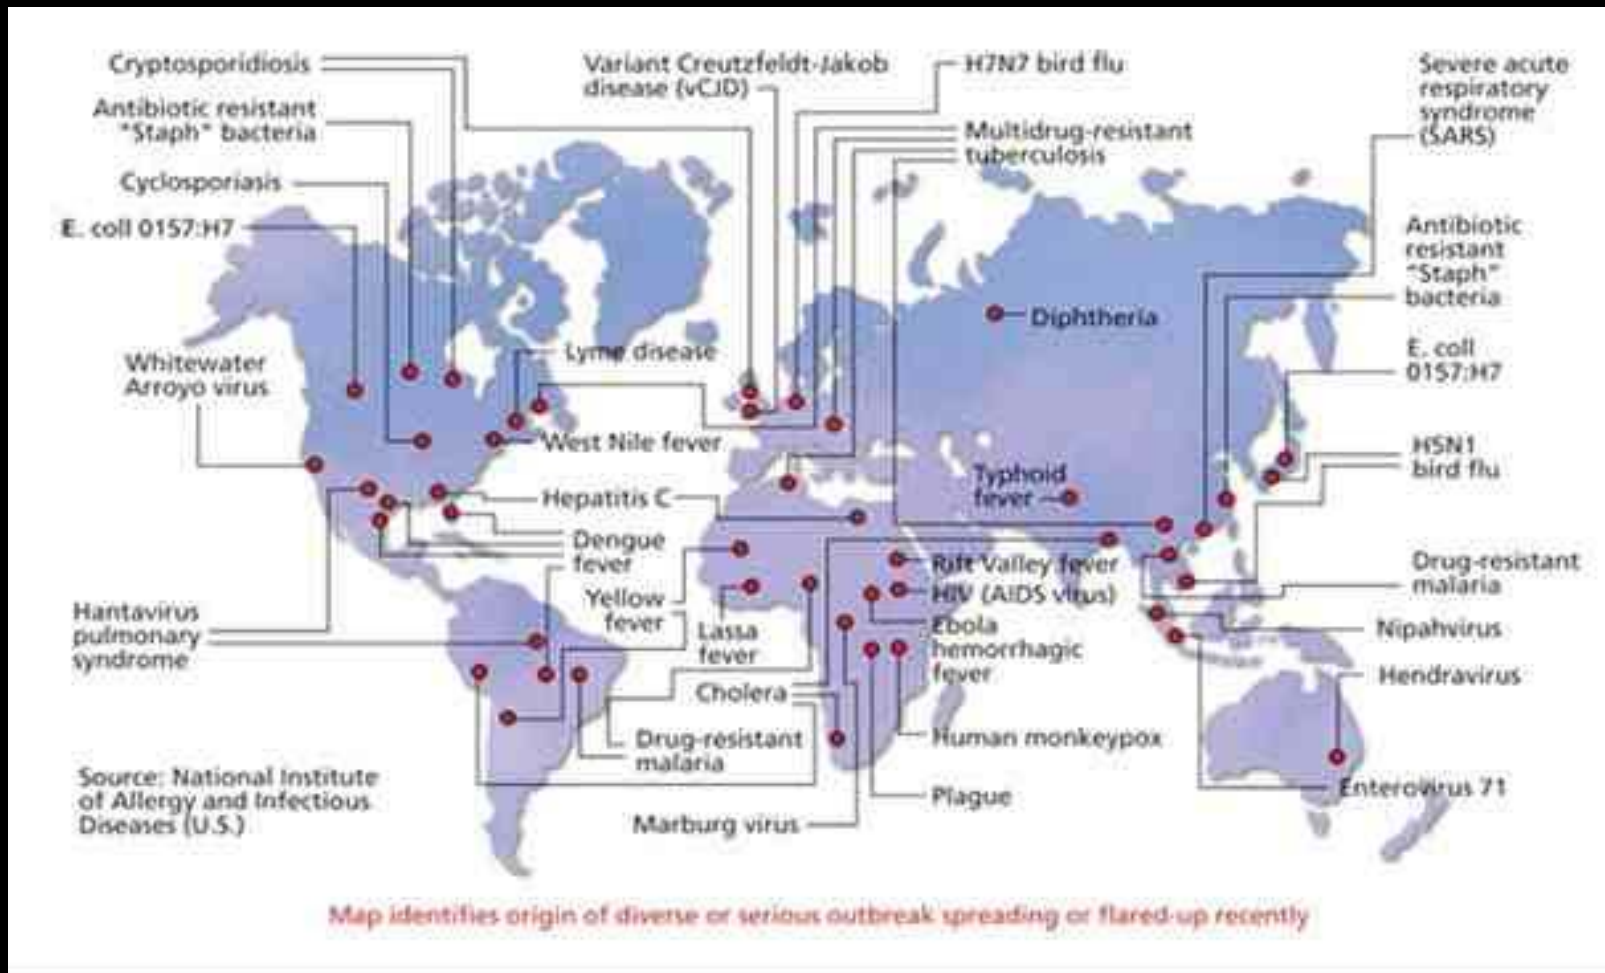 Cryptosporidiosis
Antibiotic resistant
"Staph" bacteria
Cyclosporiasis
E. coll 0157:H7
Variant Creutzfeldt-Jakob
disease (vCJD)
H7N7 bird flu
Multidrug-resistant
tuberculosis
Severe acute
respiratory
syndrome
(SARS)
Antibiotic
resistant
"Staph"
bacteria
Diphtheria
E. coll
0157:H7
Whitewater
Arroyo virus
Lyme disease
West Nile fever
H5N1
bird flu
Typhoid
fever
Hepatitis C
Dengue
fever
Rift Valley fever
Drug-resistant
malaria
Yellow
fever
HIV (AIDS virus)
Hantavirus
pulmonary
syndrome
Lassa
fever
Ebola
hemorrhagic
fever
Nipahvirus
Hendravirus
Cholera
Drug-resistant
malaria
Human monkeypox
Source: National Institute
of Allergy and Infectious
Diseases (U.S.)
Plague
Enterovirus 71
Marburg virus
Map identifies origin of diverse or serious outbreak spreading or flared-up recently